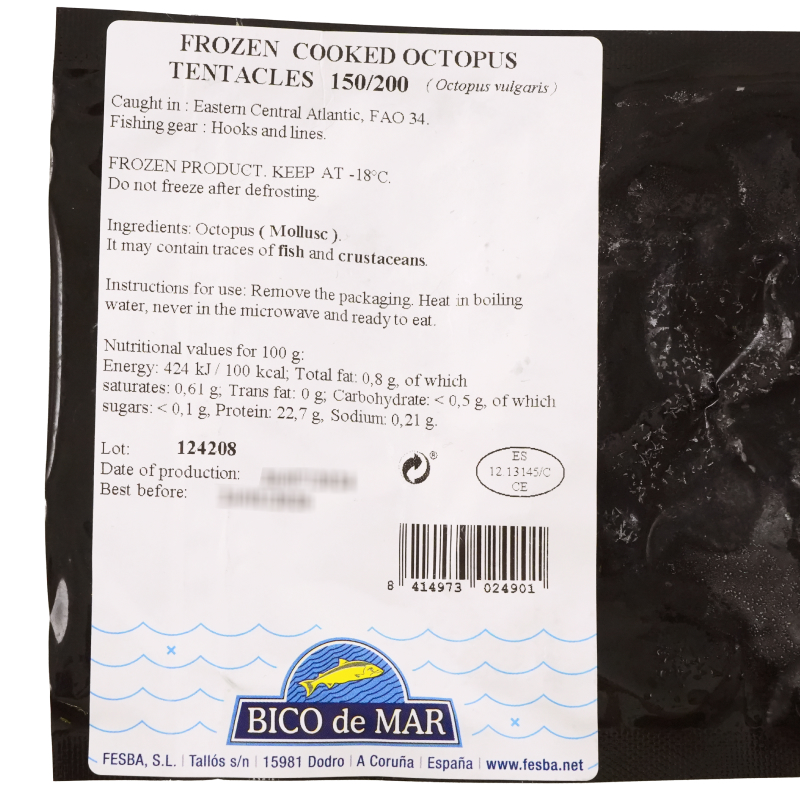 FROZEN COOKED OCTOPUS
TENTACLES 150/200 ( Octopus vulgaris )
Caught in : Eastern Central Atlantic, FAO 34.
Fishing gear : Hooks and lines.
FROZEN PRODUCT. KEEP AT -18°C.
Do not freeze after defrosting.
Ingredients: Octopus ( Mollusc ).
It may contain traces of fish and crustaceans.
Instructions for use: Remove the packaging. Heat in boiling
water, never in the microwave and ready to eat.
Nutritional values for 100 g:
Energy: 424 kJ / 100 kcal; Total fat: 0,8 g, of which
saturates: 0,61 g; Trans fat: 0 g; Carbohydrate: < 0,5 g, of which
sugars: < 0,1 g, Protein: 22,7 g, Sodium: 0,21 g.
Lot: 124208
Date of production:
Best before:
®
ES
12 13145/C
CE
8 414973 024901
BICO de MAR
FESBA, S.L. | Tallós s/n | 15981 Dodro | A Coruña | España | www.fesba.net